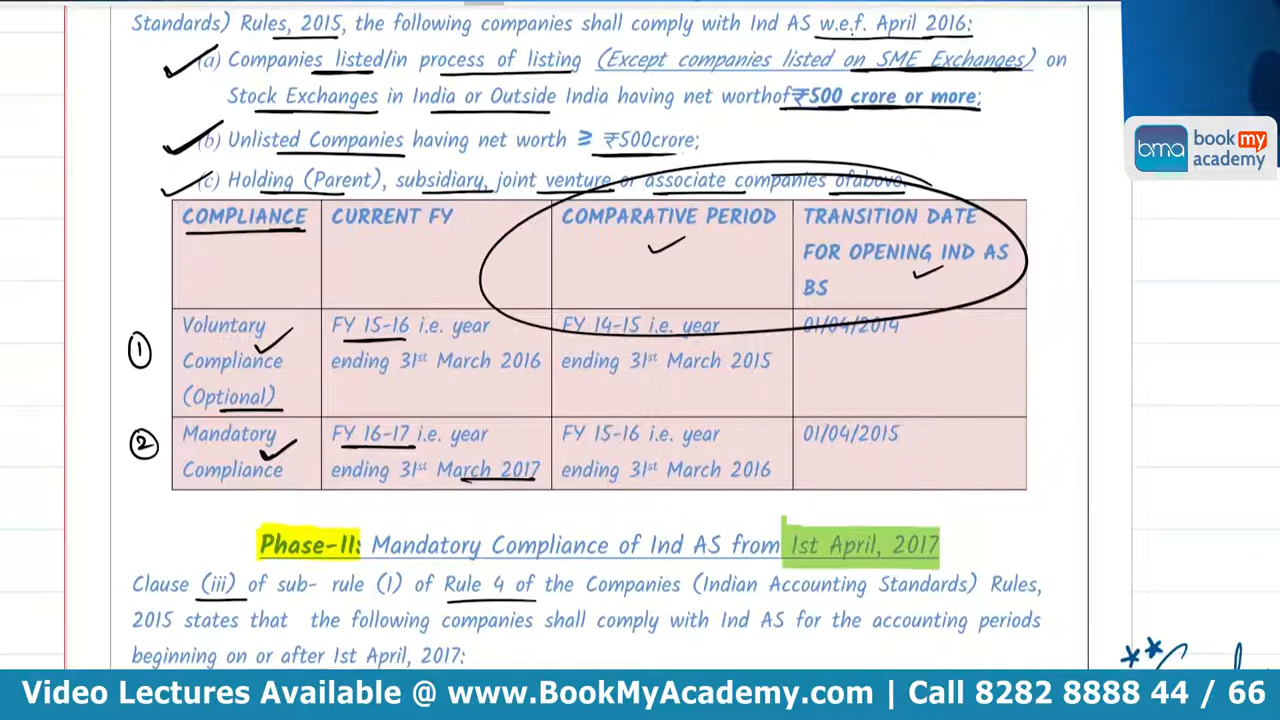 Standards) Rules, 2015, the following companies shall comply with Ind AS w.e.f. April 2016:
(a) Companies listed/in process of listing (Except companies listed on SME Exchanges) on
Stock Exchanges in India or Outside India having net worthof₹500 crore or more;
(b) Unlisted Companies having net worth ≥ ₹500crore;
(c) Holding (Parent), subsidiary, joint venture or associate companies ofabove.
COMPLIANCE CURRENT FY COMPARATIVE PERIOD TRANSITION DATE
FOR OPENING IND AS
BS
① Voluntary FY 15-16 i.e. year FY 14-15 i.e. year 01/04/2014
Compliance ending 31st March 2016 ending 31st March 2015
(Optional)
② Mandatory FY 16-17 i.e. year FY 15-16 i.e. year 01/04/2015
Compliance ending 31st March 2017 ending 31st March 2016
Phase-II: Mandatory Compliance of Ind AS from 1st April, 2017
Clause (iii) of sub- rule (1) of Rule 4 of the Companies (Indian Accounting Standards) Rules,
2015 states that the following companies shall comply with Ind AS for the accounting periods
beginning on or after 1st April, 2017:
bma book my
academy
Video Lectures Available @ www.BookMyAcademy.com | Call 8282 8888 44 / 66